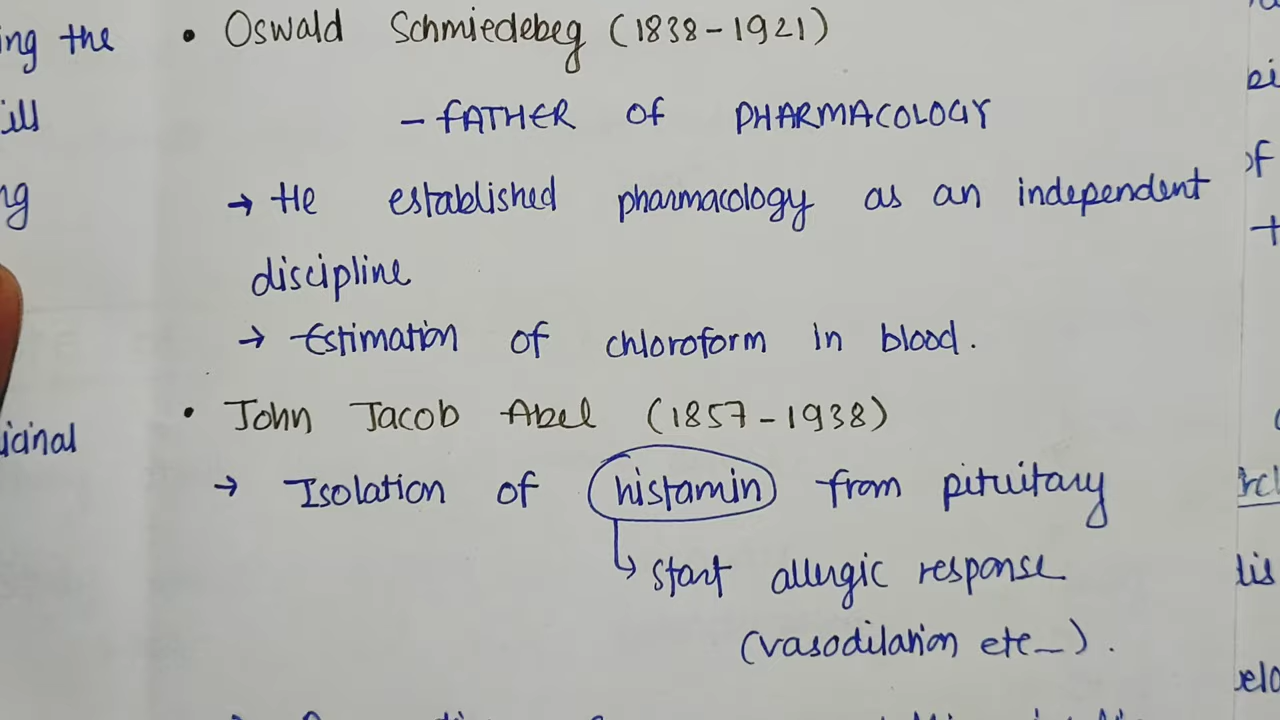 ing the
ill
ng
icinal
• Oswald Schmiedebeg (1838-1921)
- FATHER OF PHARMACOLOGY
→ He established pharmacology as an independent
discipline
→ Estimation of chloroform in blood.
• John Jacob Abel (1857-1938)
→ Isolation of histamin from pituitary
↳ start allergic response
(vasodilation etc_).
of